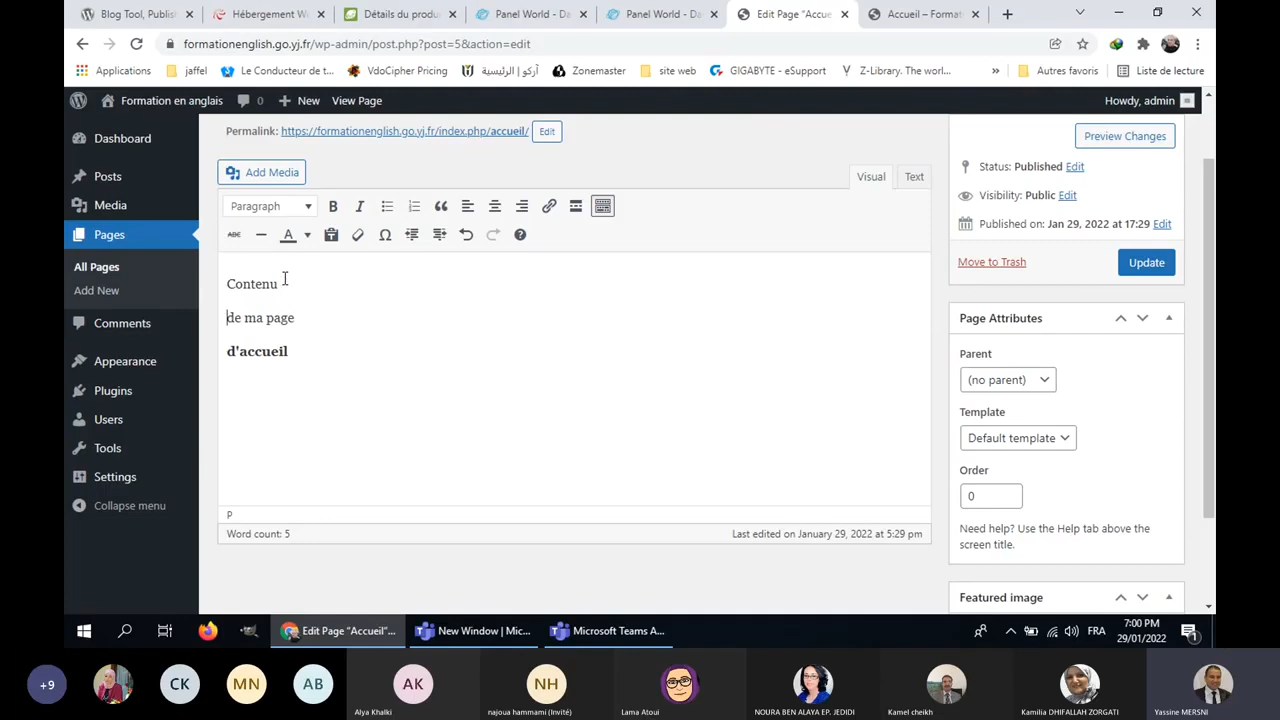 Blog Tool, Publis
Hébergement W
Détails du produ
Panel World - Da
Panel World - Da
Edit Page “Accue
Accueil – Format
formationenglish.go.yj.fr/wp-admin/post.php?post=5&action=edit
Applications
jaffel
Le Conducteur de t...
VdoCipher Pricing
آركو | الرئيسية
Zonemaster
site web
GIGABYTE - eSupport
Z-Library. The worl...
»
Autres favoris
Liste de lecture
Formation en anglais
0
New
View Page
Howdy, admin
Dashboard
Posts
Media
Pages
All Pages
Add New
Comments
Appearance
Plugins
Users
Tools
Settings
Collapse menu
Permalink: https://formationenglish.go.yj.fr/index.php/accueil/ Edit
Add Media
Visual
Text
Paragraph
B I
ABC
A
Contenu
de ma page
d'accueil
P
Word count: 5
Last edited on January 29, 2022 at 5:29 pm
Preview Changes
Status: Published Edit
Visibility: Public Edit
Published on: Jan 29, 2022 at 17:29 Edit
Move to Trash
Update
Page Attributes
Parent
(no parent)
Template
Default template
Order
0
Need help? Use the Help tab above the
screen title.
Featured image
Edit Page “Accueil”...
New Window | Mic...
Microsoft Teams A...
FRA
7:00 PM
29/01/2022
1
+9
CK
MN
AB
AK
Alya Khalki
NH
najoua hammami (Invité)
Lama Atoui
NOURA BEN ALAYA EP. JEDIDI
Kamel cheikh
Kamilia DHIFALLAH ZORGATI
Yassine MERSNI